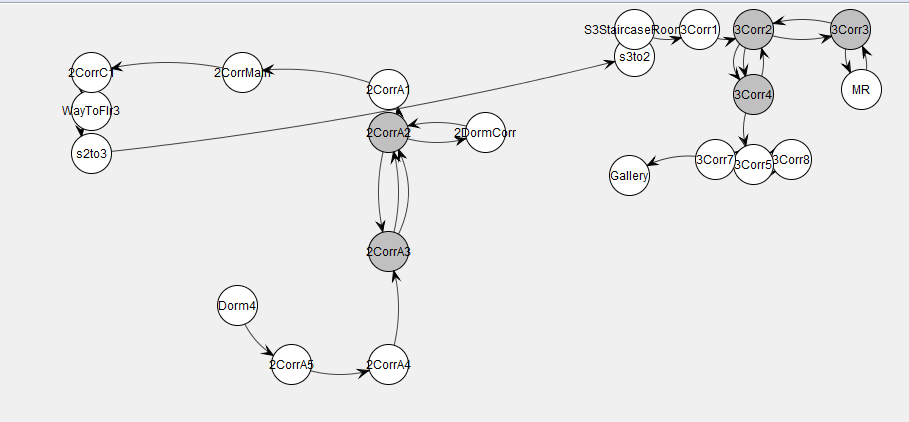 S3StaircaseRoom
3Corr1
3Corr2
3Corr3
s3to2
2CorrC1
2CorrMain
2CorrA1
3Corr4
MR
WayToFlr3
2CorrA2
2DormCorr
s2to3
3Corr7
3Corr5
3Corr8
Gallery
2CorrA3
Dorm4
2CorrA5
2CorrA4